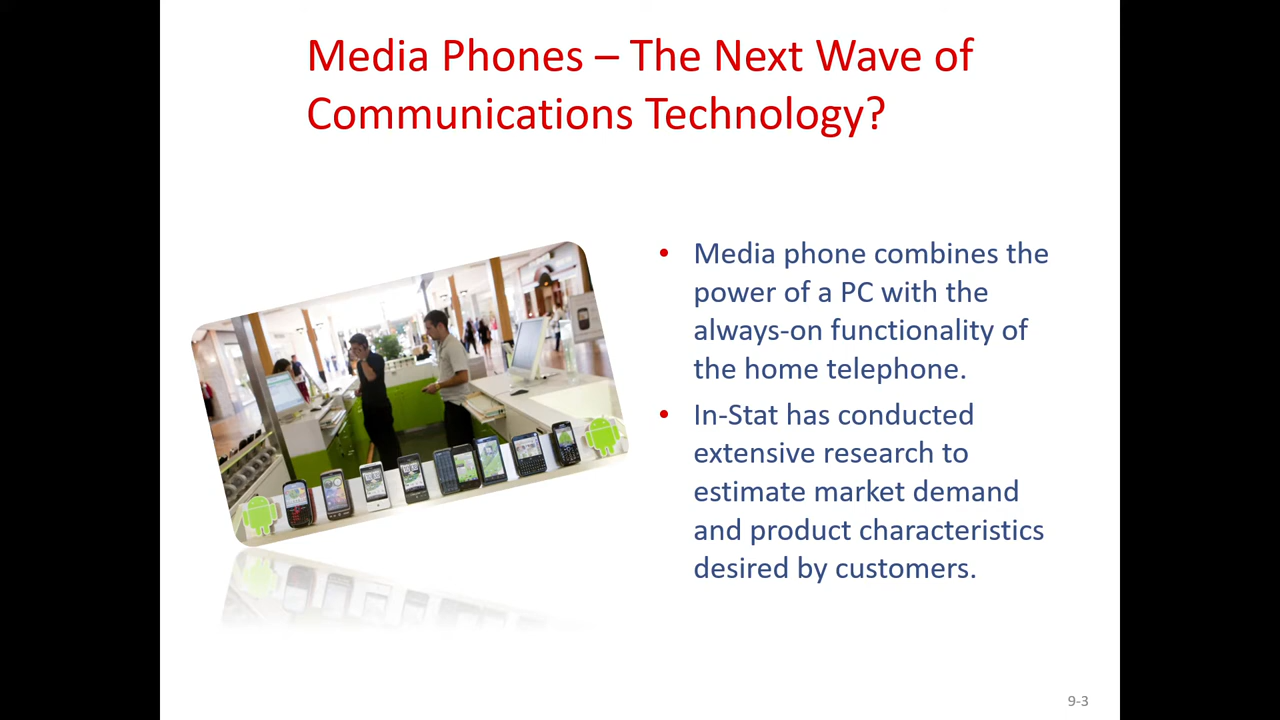 Media Phones – The Next Wave of
Communications Technology?
• Media phone combines the
power of a PC with the
always-on functionality of
the home telephone.
• In-Stat has conducted
extensive research to
estimate market demand
and product characteristics
desired by customers.
9-3